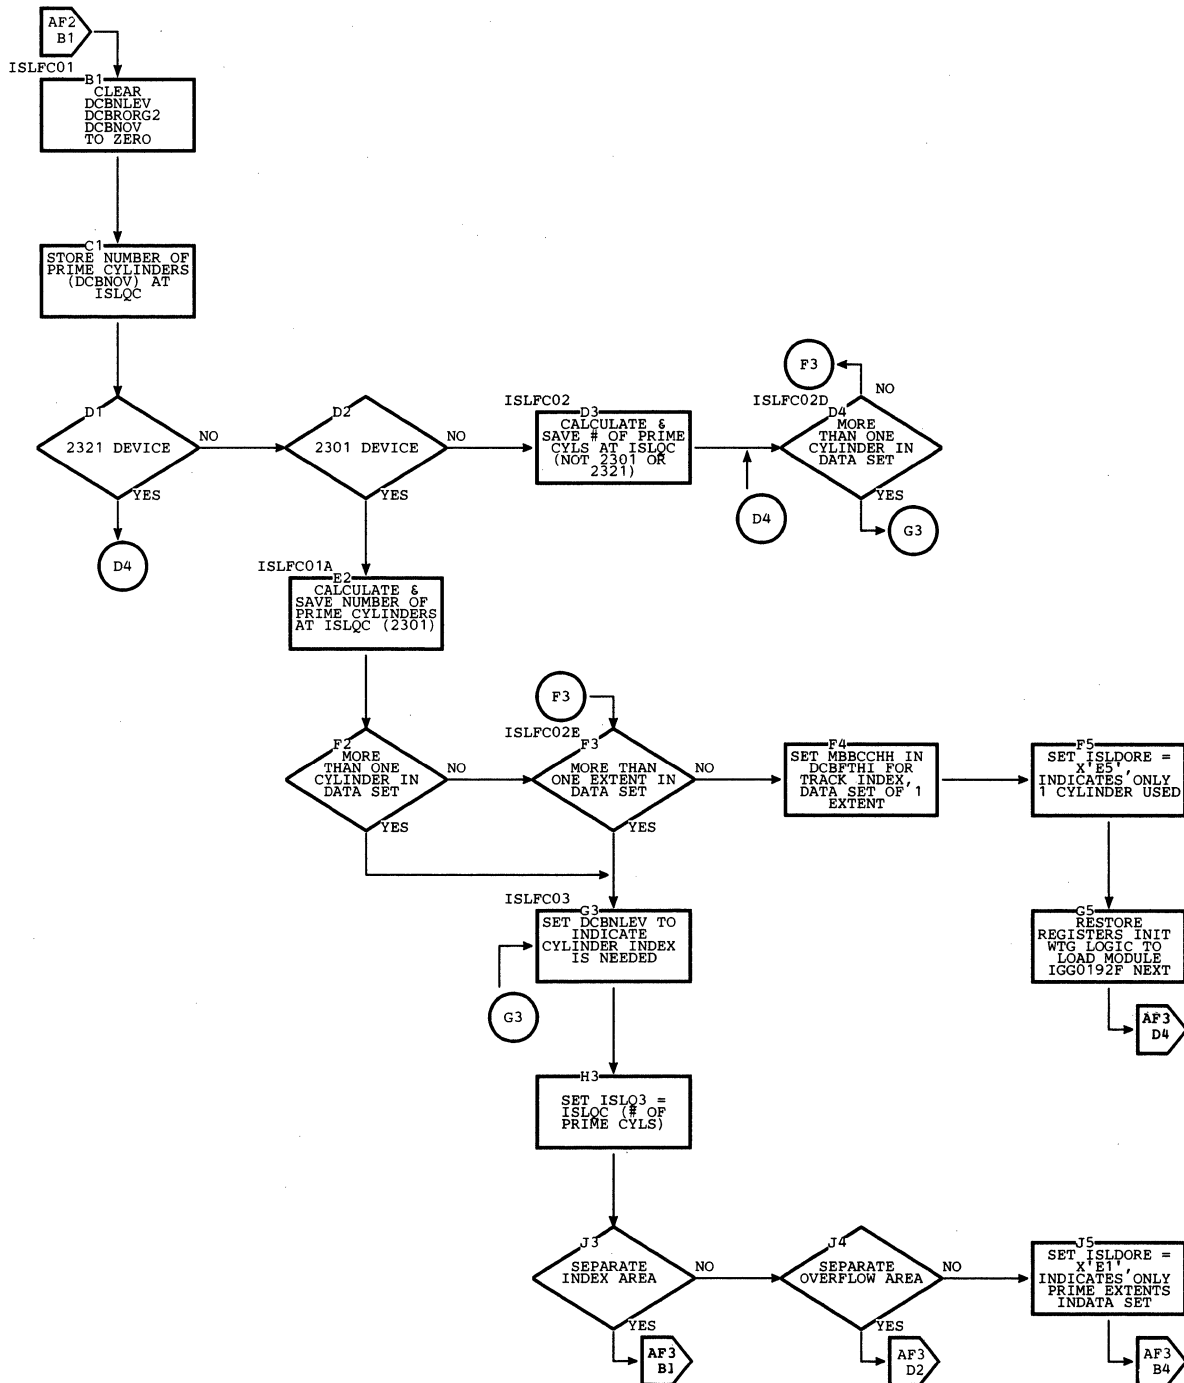 AF2
B1
ISLFC01
B1
CLEAR
DCBNLEV
DCBRORG2
DCBNOV
TO ZERO
C1
STORE NUMBER OF
PRIME CYLINDERS
(DCBNOV) AT
ISLQC
D1
2321 DEVICE
NO
YES
D4
D2
2301 DEVICE
NO
YES
ISLFC02
D3
CALCULATE &
SAVE # OF PRIME
CYLS AT ISLQC
(NOT 2301 OR
2321)
D4
F3
NO
ISLFC02D
D4
MORE
THAN ONE
CYLINDER IN
DATA SET
YES
G3
ISLFC01A
E2
CALCULATE &
SAVE NUMBER OF
PRIME CYLINDERS
AT ISLQC (2301)
F2
MORE
THAN ONE
CYLINDER IN
DATA SET
NO
YES
F3
ISLFC02E
F3
MORE THAN
ONE EXTENT IN
DATA SET
NO
YES
F4
SET MBBCCHH IN
DCBFTHI FOR
TRACK INDEX,
DATA SET OF 1
EXTENT
F5
SET ISLDORE =
X'E5',
INDICATES ONLY
1 CYLINDER USED
ISLFC03
G3
SET DCBNLEV TO
INDICATE
CYLINDER INDEX
IS NEEDED
G3
G5
RESTORE
REGISTERS INIT
WTG LOGIC TO
LOAD MODULE
IGG0192F NEXT
AF3
D4
H3
SET ISLQ3 =
ISLQC (# OF
PRIME CYLS)
J3
SEPARATE
INDEX AREA
NO
YES
AF3
B1
J4
SEPARATE
OVERFLOW AREA
NO
YES
AF3
D2
J5
SET ISLDORE =
X'E1',
INDICATES ONLY
PRIME EXTENTS
INDATA SET
AF3
B4